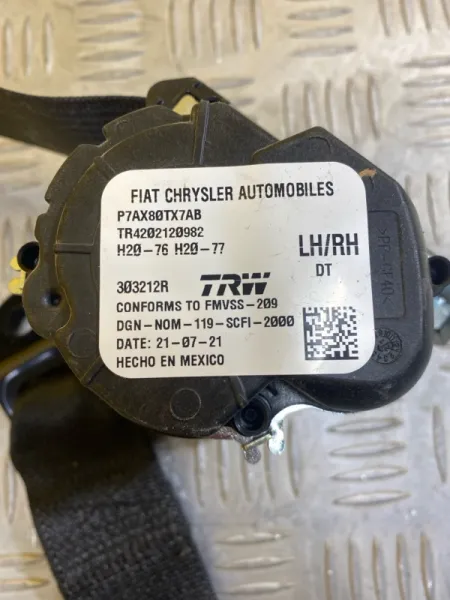 FIAT CHRYSLER AUTOMOBILES
P7AX80TX7AB
TR4202120982
H20-76 H20-77
LH/RH
DT
303212R
TRW
CONFORMS TO FMVSS-209
DGN-NOM-119-SCFI-2000
DATE: 21-07-21
HECHO EN MEXICO